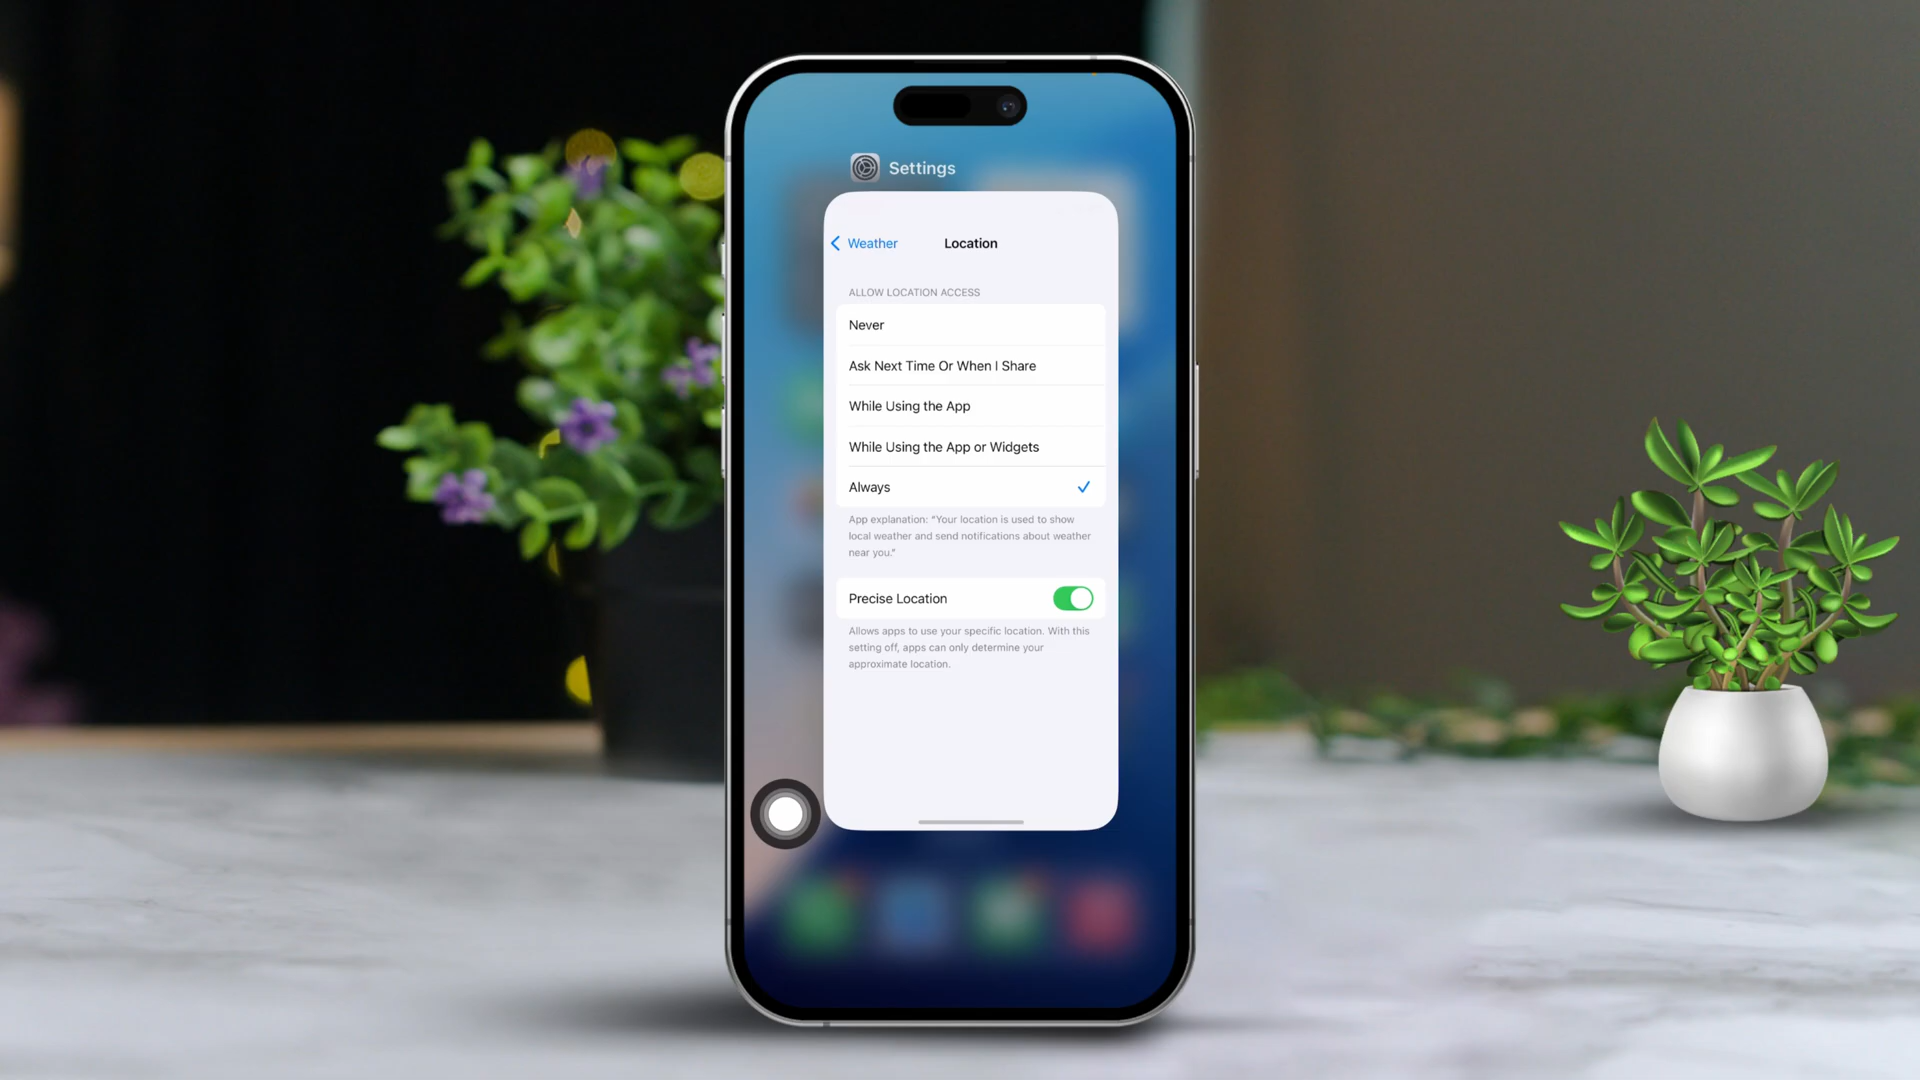 Settings
Weather
Location
ALLOW LOCATION ACCESS
Never
Ask Next Time Or When I Share
While Using the App
While Using the App or Widgets
Always
App explanation: “Your location is used to show
local weather and send notifications about weather
near you.”
Precise Location
Allows apps to use your specific location. With this
setting off, apps can only determine your
approximate location.